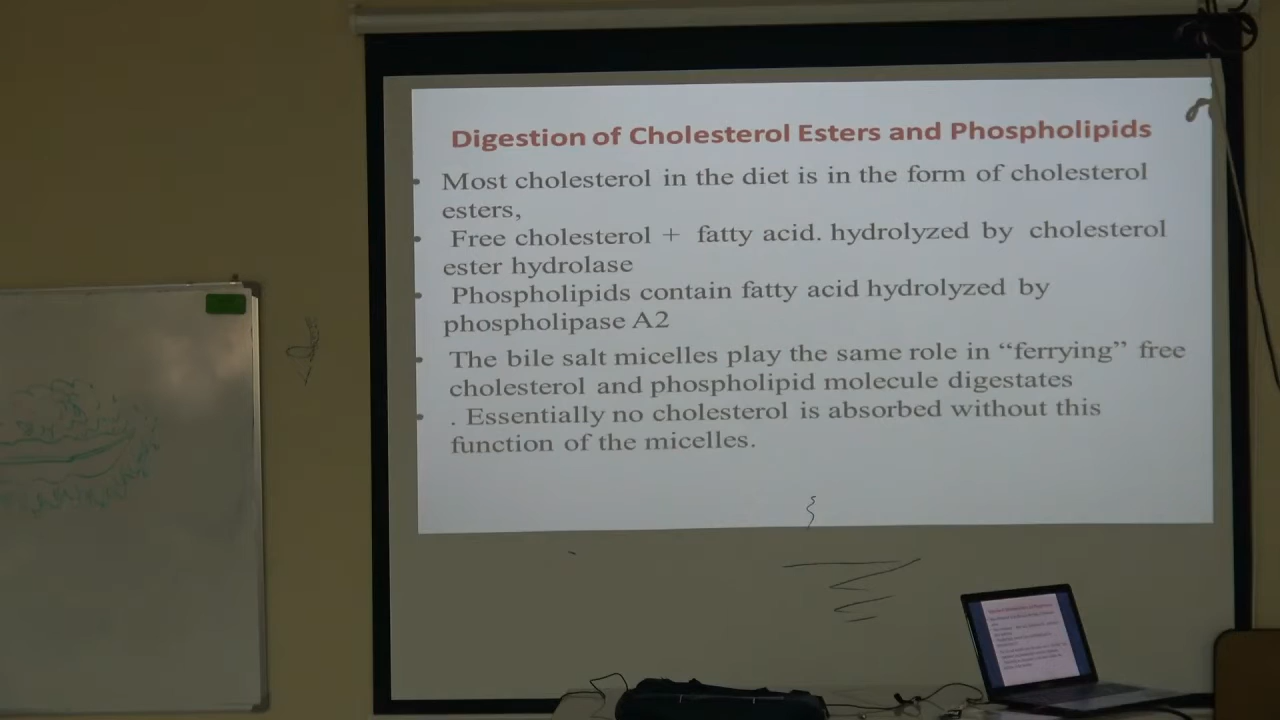 Digestion of Cholesterol Esters and Phospholipids
• Most cholesterol in the diet is in the form of cholesterol
esters,
• Free cholesterol + fatty acid. hydrolyzed by cholesterol
ester hydrolase
• Phospholipids contain fatty acid hydrolyzed by
phospholipase A2
• The bile salt micelles play the same role in “ferrying” free
cholesterol and phospholipid molecule digestates
• . Essentially no cholesterol is absorbed without this
function of the micelles.